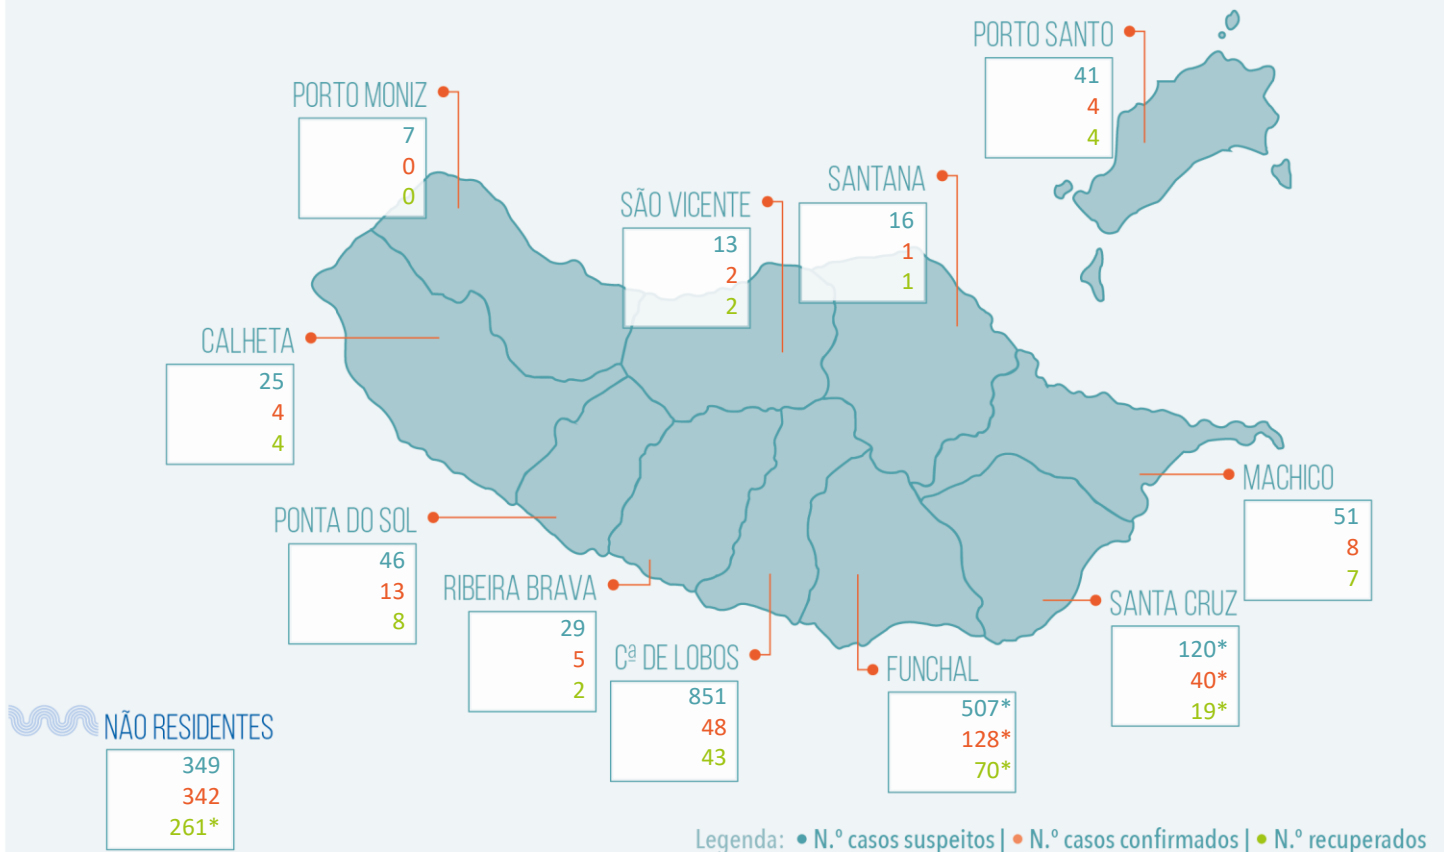 PORTO SANTO
41
4
4
PORTO MONIZ
7
0
0
SANTANA
16
1
1
SÃO VICENTE
13
2
2
CALHETA
25
4
4
MACHICO
51
8
7
PONTA DO SOL
46
13
8
RIBEIRA BRAVA
29
5
2
SANTA CRUZ
120*
40*
19*
Cª DE LOBOS
851
48
43
FUNCHAL
507*
128*
70*
NÃO RESIDENTES
349
342
261*
Legenda: • N.º casos suspeitos | • N.º casos confirmados | • N.º recuperados